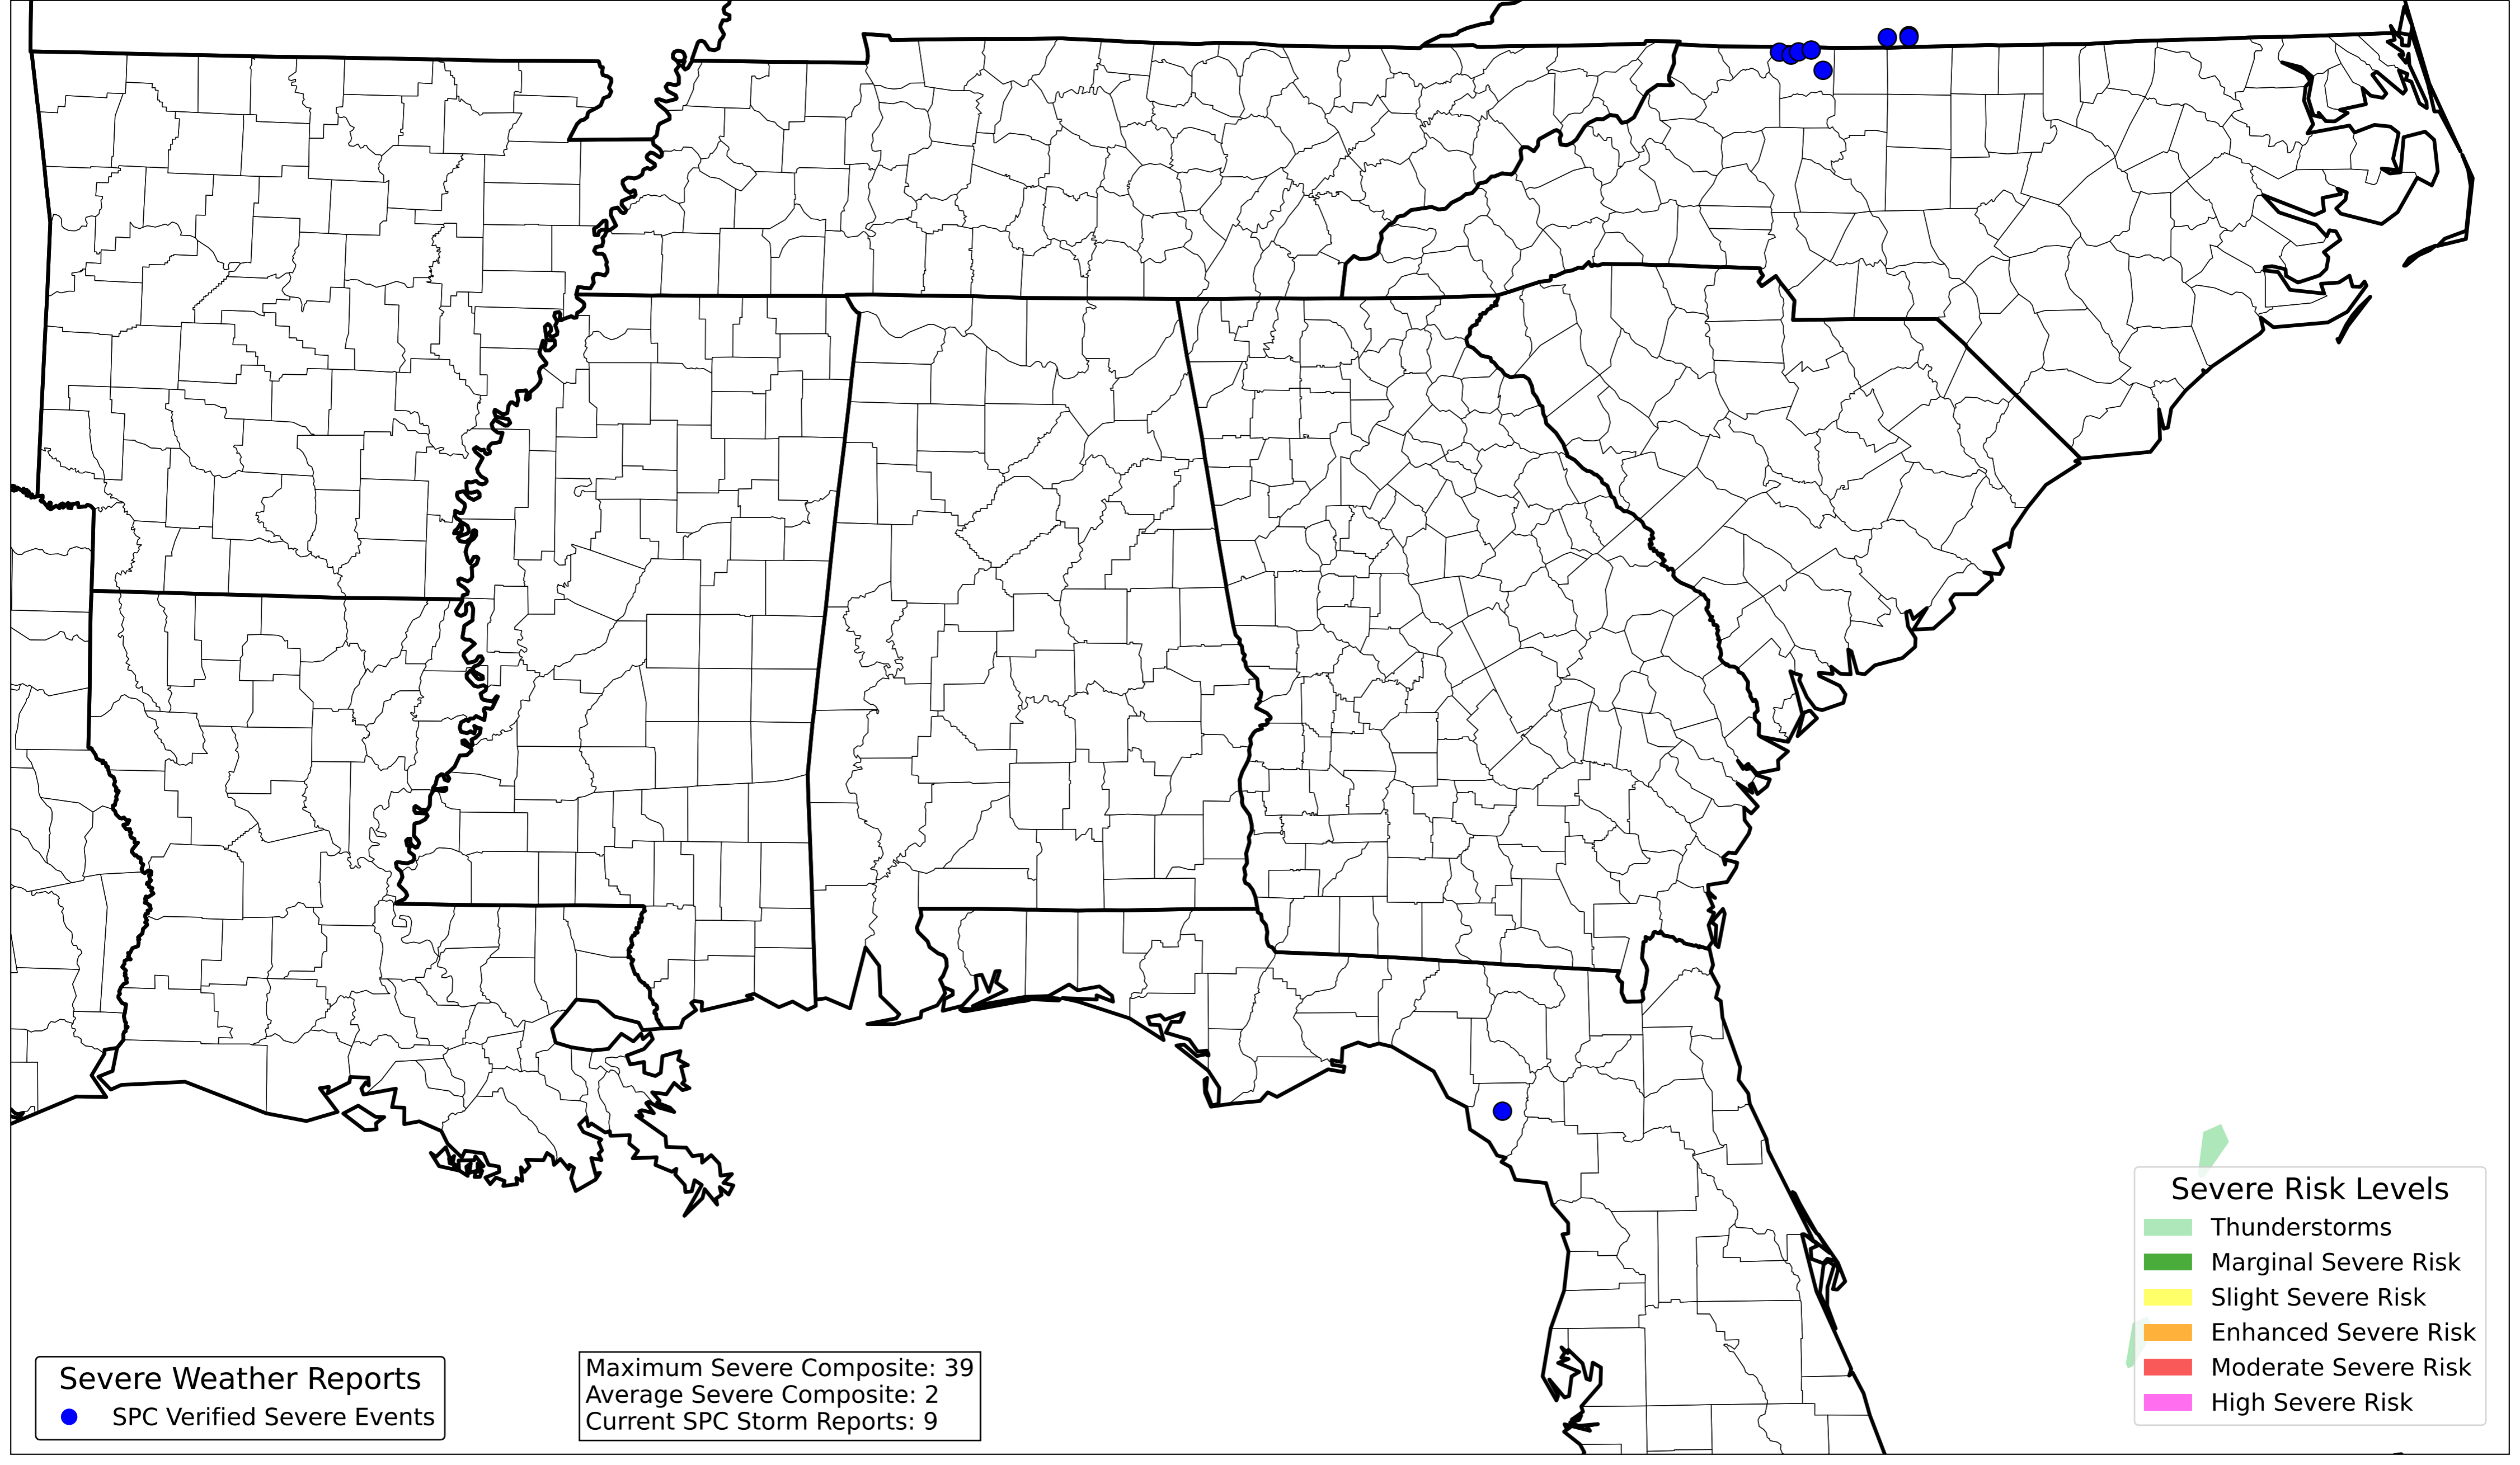 Severe Weather Reports
SPC Verified Severe Events
Maximum Severe Composite: 39
Average Severe Composite: 2
Current SPC Storm Reports: 9
Severe Risk Levels
Thunderstorms
Marginal Severe Risk
Slight Severe Risk
Enhanced Severe Risk
Moderate Severe Risk
High Severe Risk